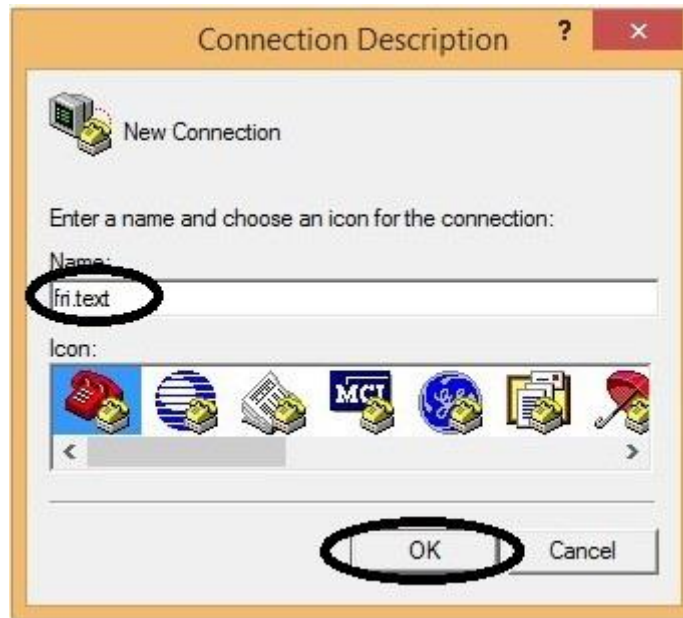 Connection Description ? ×
New Connection
Enter a name and choose an icon for the connection:
Name:
fri.text
Icon:
MCI
OK Cancel